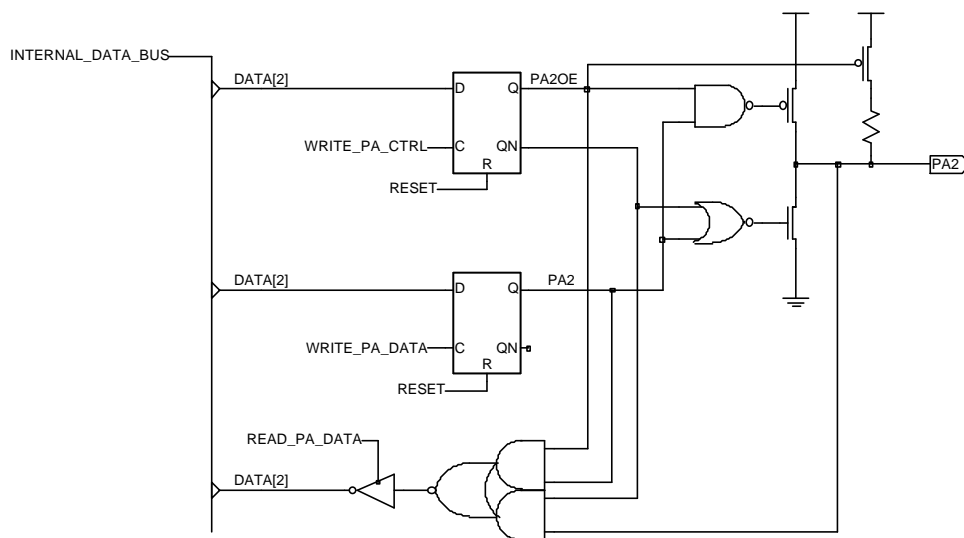 INTERNAL_DATA_BUS
DATA[2]
D
Q
PA2OE
WRITE_PA_CTRL
C
QN
R
RESET
PA2
DATA[2]
D
Q
PA2
WRITE_PA_DATA
C
QN
R
RESET
READ_PA_DATA
DATA[2]